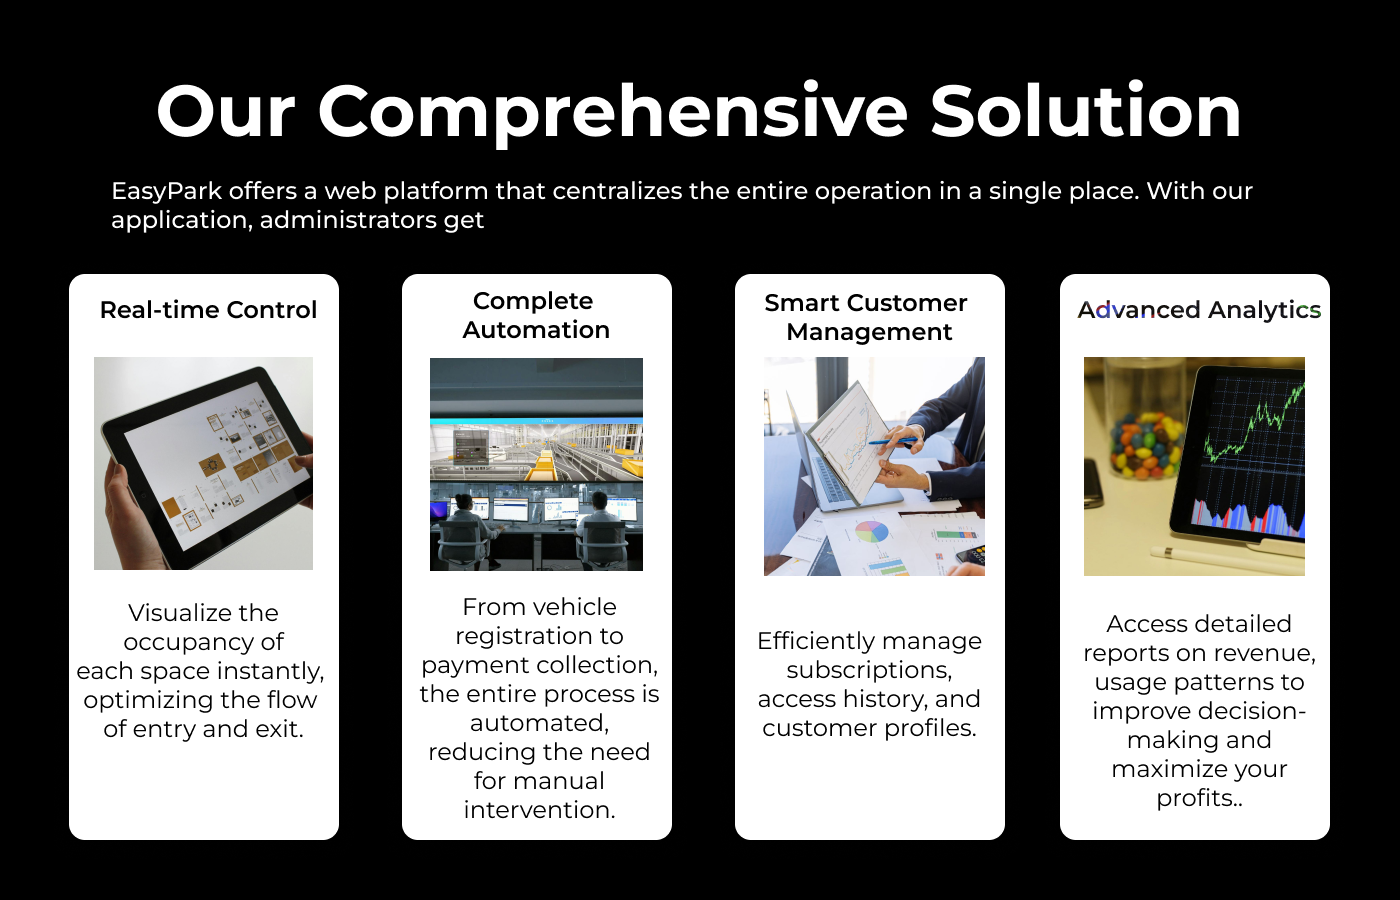 Our Comprehensive Solution
EasyPark offers a web platform that centralizes the entire operation in a single place. With our
application, administrators get
Real-time Control
Visualize the
occupancy of
each space instantly,
optimizing the flow
of entry and exit.
Complete
Automation
From vehicle
registration to
payment collection,
the entire process is
automated,
reducing the need
for manual
intervention.
Smart Customer
Management
Efficiently manage
subscriptions,
access history, and
customer profiles.
Advanced Analytics
Access detailed
reports on revenue,
usage patterns to
improve decision-
making and
maximize your
profits..